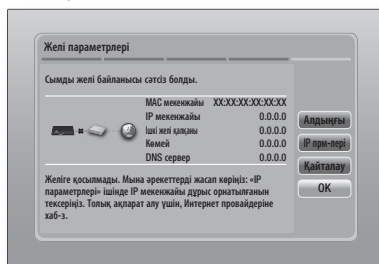 Желі параметрлері
Сымды желі байланысы сәтсіз болды.
MAC мекенжайы XX:XX:XX:XX:XX:XX
IP мекенжайы 0.0.0.0
Ішкі желі қалқаны 0.0.0.0
Көмей 0.0.0.0
DNS сервер 0.0.0.0
Желіге қосылмады. Мына әрекеттерді жасап көріңіз: «IP
параметрлері» ішінде IP мекенжайы дұрыс орнатылғанын
тексеріңіз. Толық ақпарат алу үшін, Интернет провайдеріне
хаб-з.
Алдыңғы
IP прм-лері
Қайталау
OK